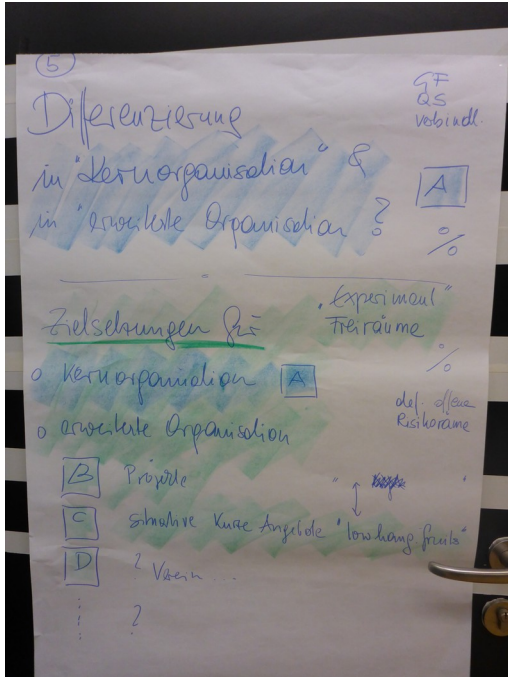 5
GF
QS
verbindl.
Differenzierung
in "Kernorganisation" &
A
in "erweiterte Organisation ?
%
Zielsetzungen für
"Experiment"
Freiräume
%
o Kernorganisation A
def. offene
Risikoräume
o erweiterte Organisation
B Projekte
C situative Kurze Angebote "low hang. fruits"
D ? Verein ...
?